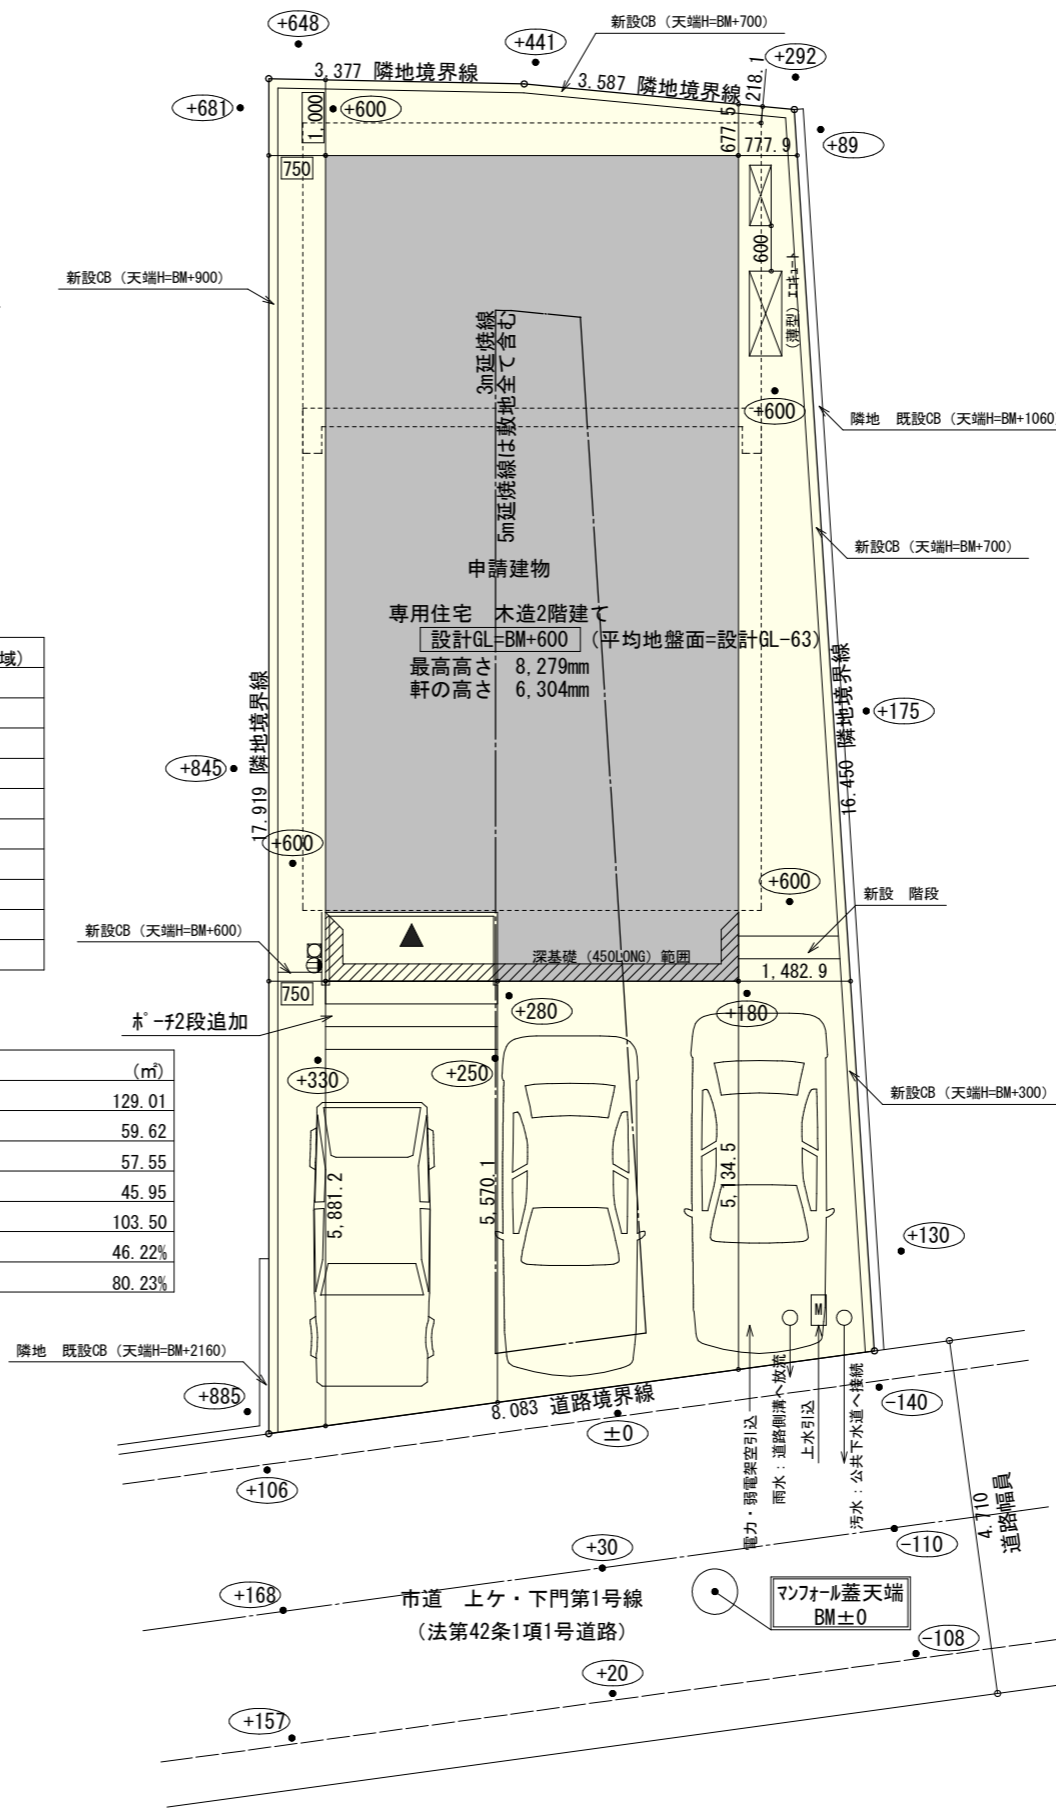 +648
+441
新設CB（天端H=BM+700）
+292
3.377 隣地境界線
3.587 隣地境界線
218.1
+681
1,000
+600
677.5
777.9
+89
750
新設CB（天端H=BM+900）
600
(薄型) エコキュート
3m延焼線
5m延焼線は敷地全て含む
+600
隣地　既設CB（天端H=BM+1060）
新設CB（天端H=BM+700）
申請建物
専用住宅　木造2階建て
設計GL=BM+600 (平均地盤面=設計GL-63)
最高高さ　8,279mm
軒の高さ　6,304mm
域)
17.919 隣地境界線
16.450 隣地境界線
+175
+845
+600
+600
新設　階段
新設CB（天端H=BM+600）
深基礎（450LONG）範囲
1,482.9
750
ﾎﾟｰﾁ2段追加
+280
+180
+330
+250
新設CB（天端H=BM+300）
(㎡)
129.01
59.62
57.55
45.95
103.50
46.22%
80.23%
5,881.2
5,570.1
5,134.5
+130
M
隣地　既設CB（天端H=BM+2160）
+885
8.083 道路境界線
±0
-140
電力・弱電架空引込
雨水：道路側溝へ放流
上水引込
汚水：公共下水道へ接続
+106
4.710
道路幅員
+30
-110
+168
市道　上ケ・下門第1号線
（法第42条1項1号道路）
ﾏﾝﾌｫｰﾙ蓋天端
BM±0
-108
+20
+157